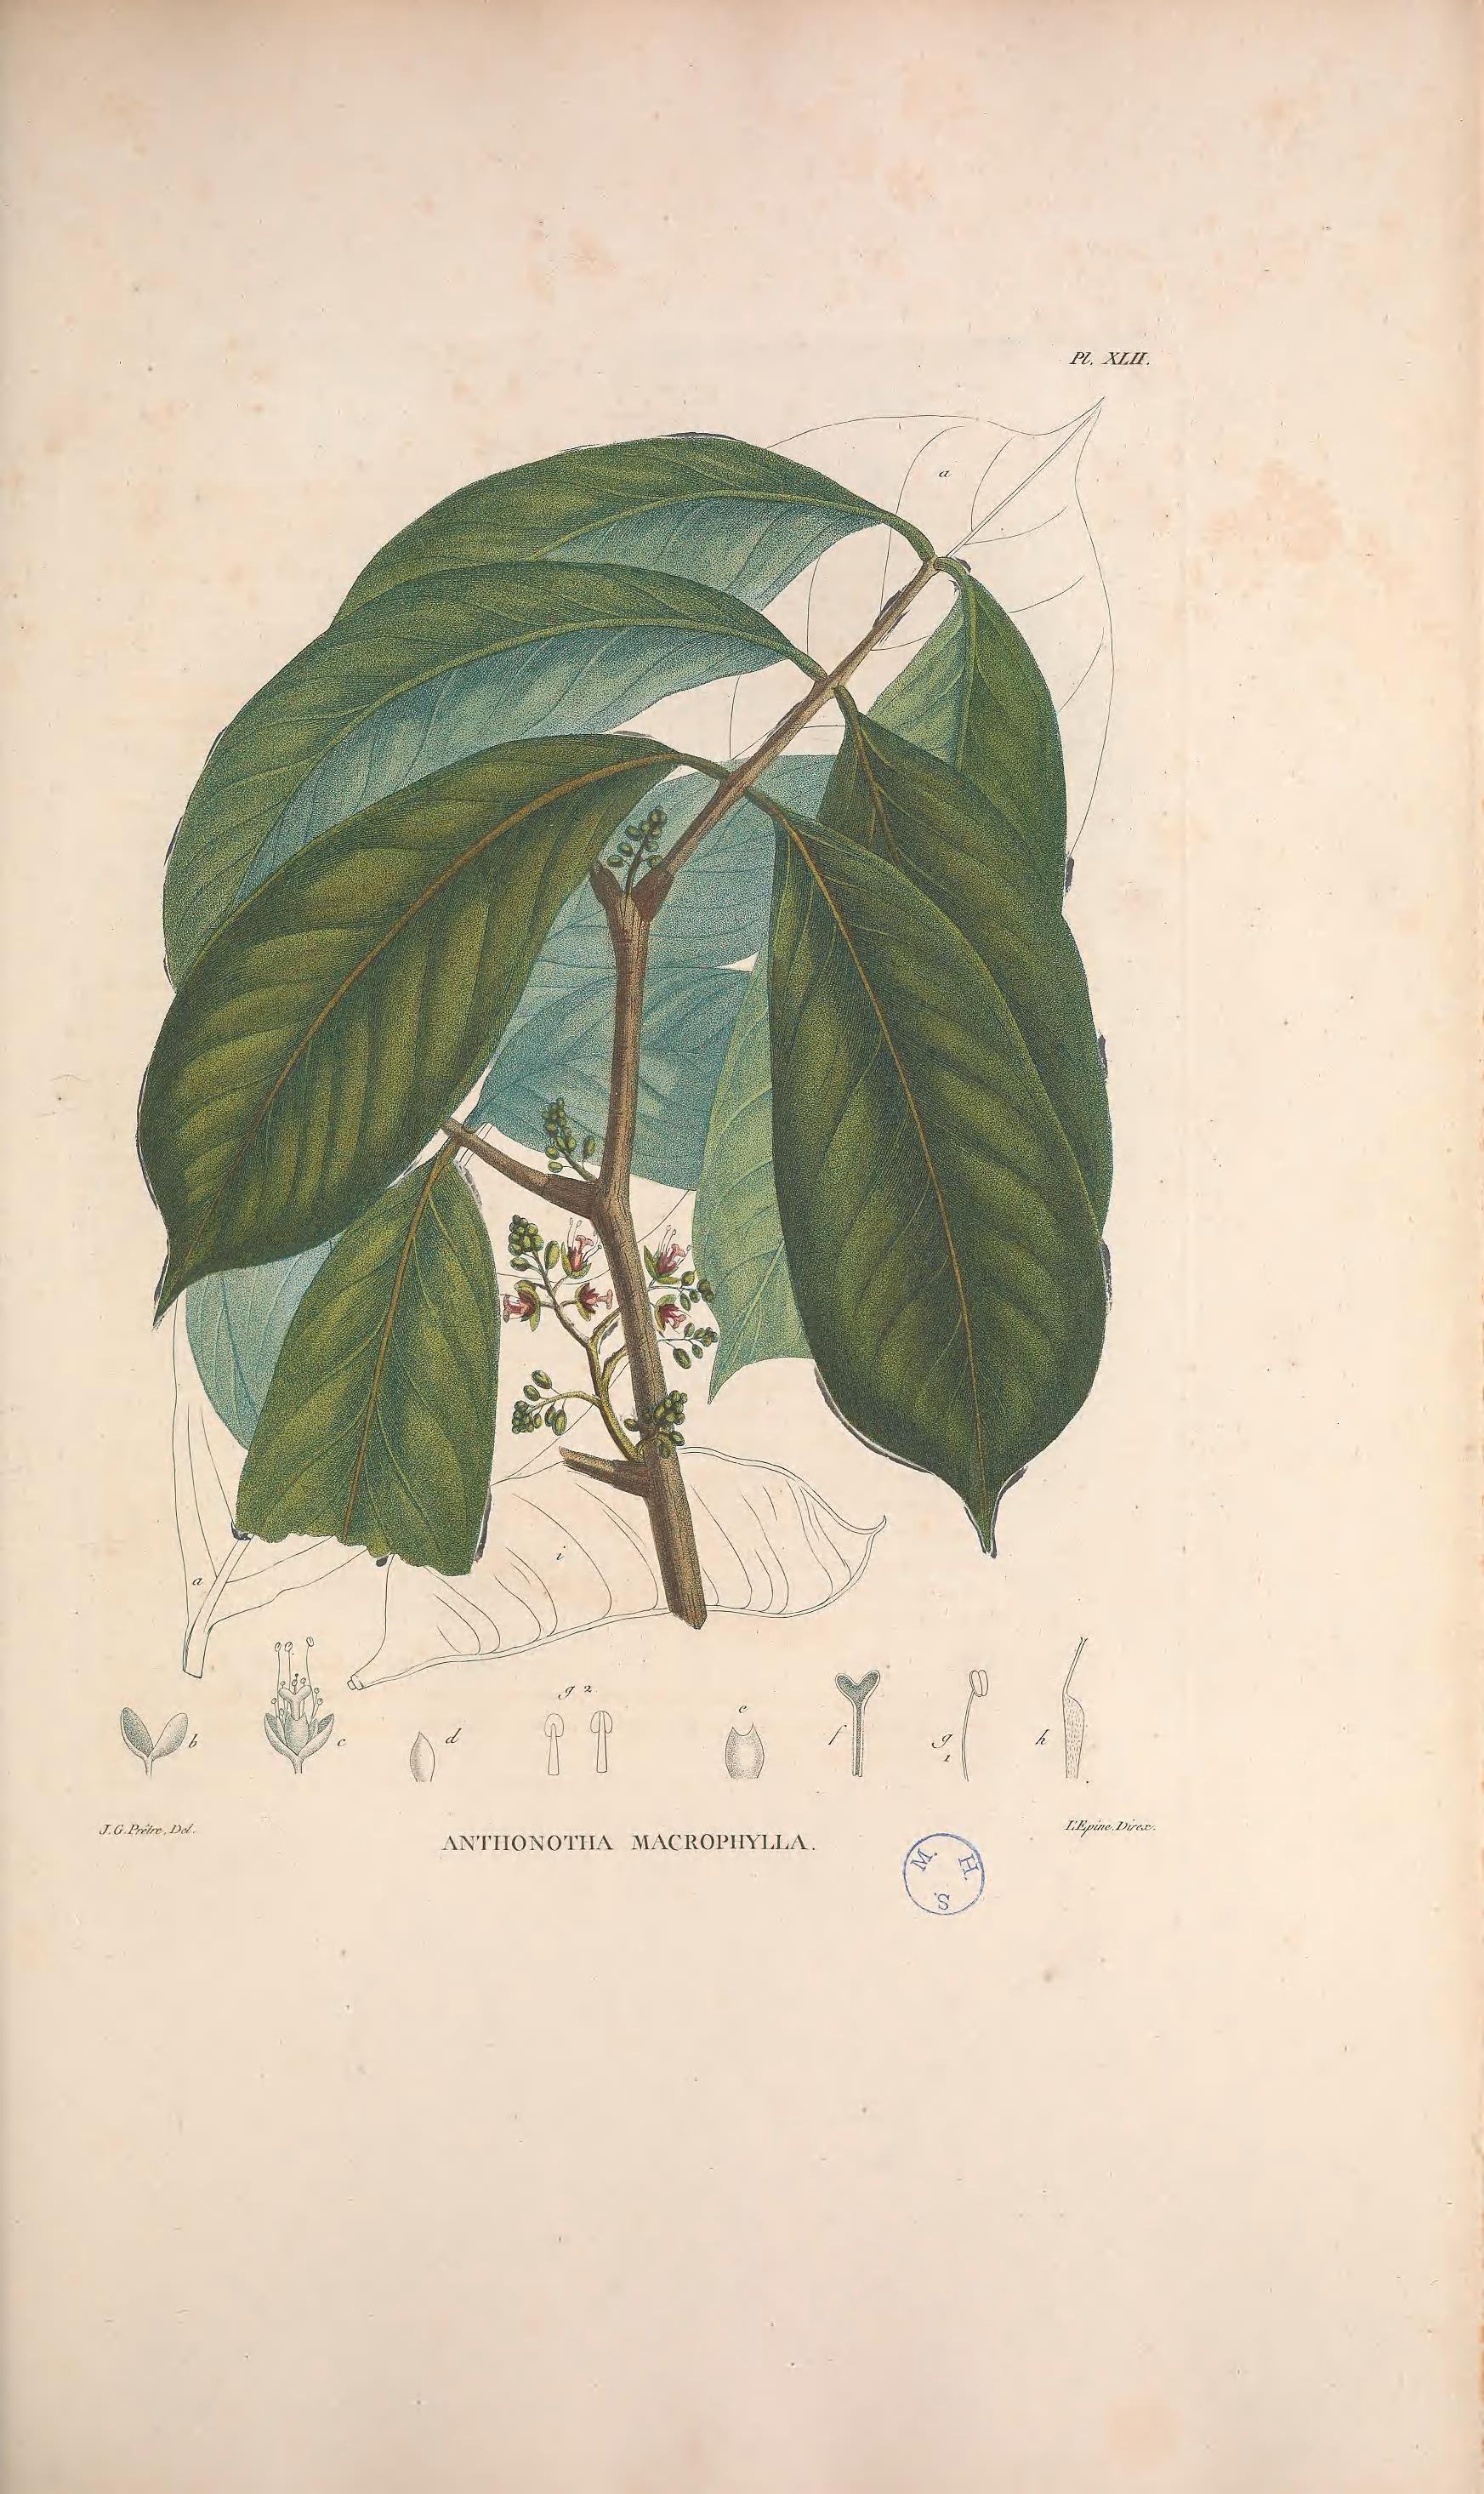 Pl. XLII.
a
a
i
b
c
d
g 2
e
f
g 1
h
J.G. Prêtre, Del.
ANTHONOTHA MACROPHYLLA.
L'Epine, Direx.
M. H.
S.